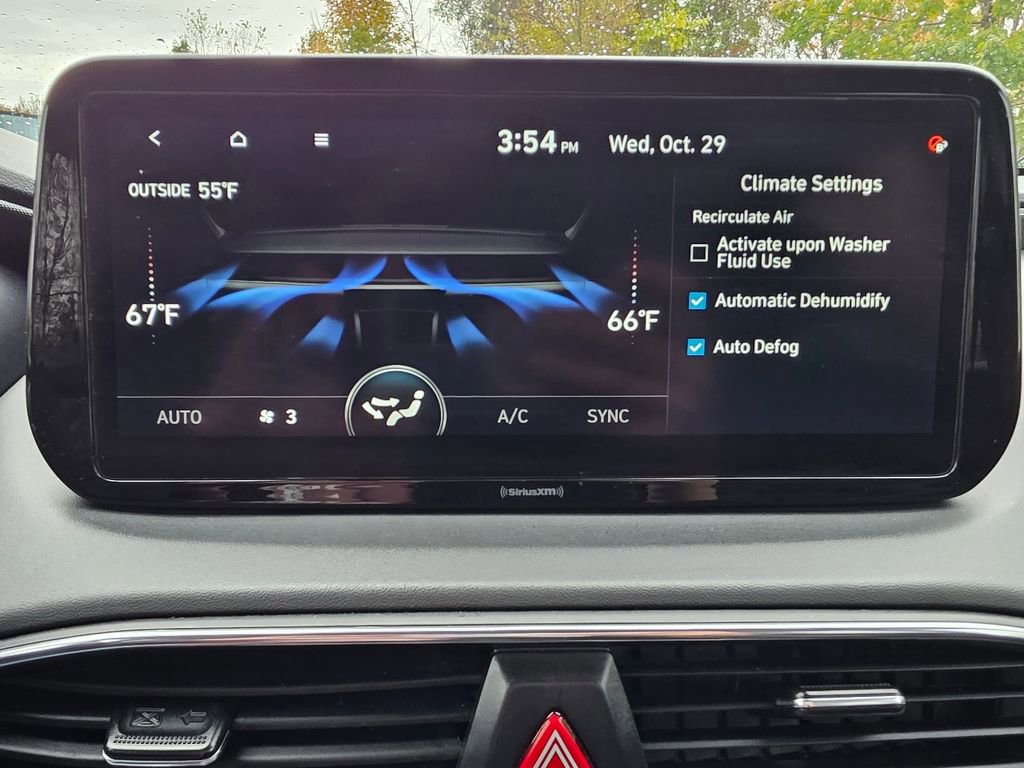 3:54 PM Wed, Oct. 29
OUTSIDE 55°F
Climate Settings
Recirculate Air
Activate upon Washer
Fluid Use
Automatic Dehumidify
Auto Defog
67°F
66°F
AUTO 3 A/C SYNC
((SiriusXM))